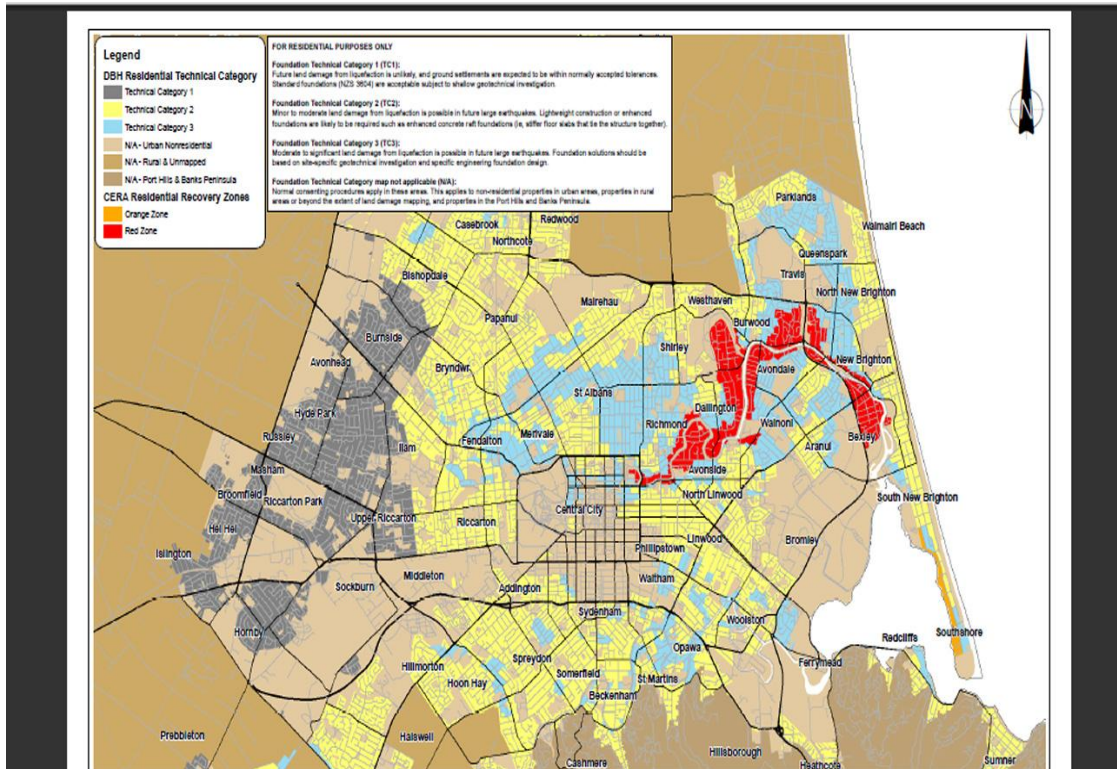 Legend
DBH Residential Technical Category
Technical Category 1
Technical Category 2
Technical Category 3
N/A - Urban Nonresidential
N/A - Rural & Unmapped
N/A - Port Hills & Banks Peninsula
CERA Residential Recovery Zones
Orange Zone
Red Zone
FOR RESIDENTIAL PURPOSES ONLY
Foundation Technical Category 1 (TC1):
Future land damage from liquefaction is unlikely, and ground settlements are expected to be within normally accepted tolerances.
Standard foundations (NZS 3604) are acceptable subject to shallow geotechnical investigation.
Foundation Technical Category 2 (TC2):
Minor to moderate land damage from liquefaction is possible in future large earthquakes. Lightweight construction or enhanced
foundations are likely to be required such as enhanced concrete raft foundations (ie, stiffer floor slabs that tie the structure together).
Foundation Technical Category 3 (TC3):
Moderate to significant land damage from liquefaction is possible in future large earthquakes. Foundation solutions should be
based on site-specific geotechnical investigation and specific engineering foundation design.
Foundation Technical Category map not applicable (N/A):
Normal consenting procedures apply in these areas. This applies to non-residential properties in urban areas, properties in rural
areas or beyond the extent of land damage mapping, and properties in the Port Hills and Banks Peninsula.
N
Parklands
Redwood
Casebrook
Waimairi Beach
Northcote
Queenspark
Bishopdale
Travis
North New Brighton
Mairehau
Westhaven
Papanui
Burwood
Burnside
Shirley
New Brighton
Avonhead
Bryndwr
Avondale
St Albans
Dallington
Hyde Park
Richmond
Wainoni
Merivale
Fendalton
Bexley
Russley
Ilam
Aranui
Masham
Avonside
Broomfield
Riccarton Park
North Linwood
South New Brighton
Central City
Upper Riccarton
Riccarton
Hei Hei
Linwood
Bromley
Islington
Phillipstown
Middleton
Waltham
Sockburn
Addington
Sydenham
Woolston
Hornby
Southshore
Redcliffs
Opawa
Spreydon
Ferrymead
Hillmorton
Somerfield
St Martins
Hoon Hay
Beckenham
Prebbleton
Halswell
Hillsborough
Cashmere
Heathcote
Sumner